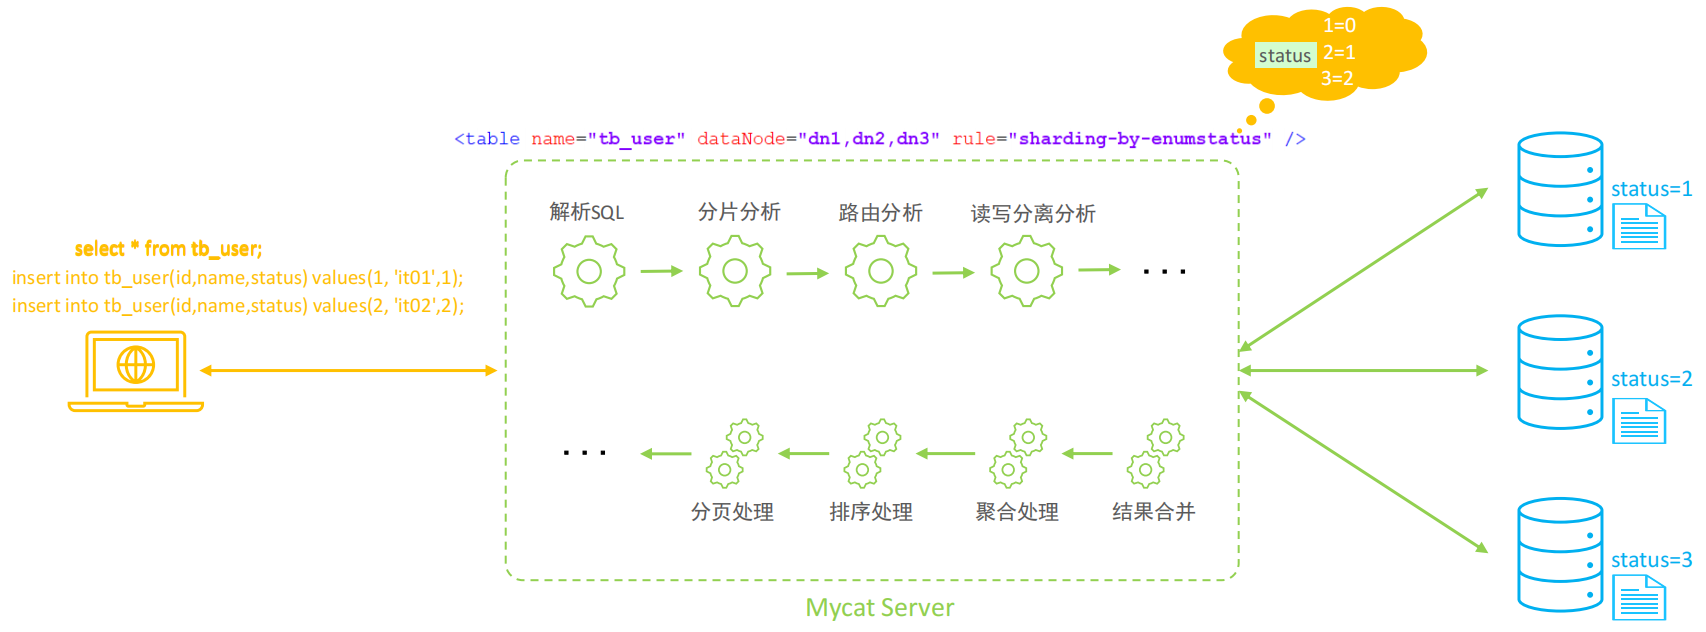 1=0
status 2=1
3=2
<table name="tb_user" dataNode="dn1,dn2,dn3" rule="sharding-by-enumstatus" />
select * from tb_user;
insert into tb_user(id,name,status) values(1, 'it01',1);
insert into tb_user(id,name,status) values(2, 'it02',2);
解析SQL 分片分析 路由分析 读写分离分析
. . .
. . .
分页处理 排序处理 聚合处理 结果合并
Mycat Server
status=1
status=2
status=3